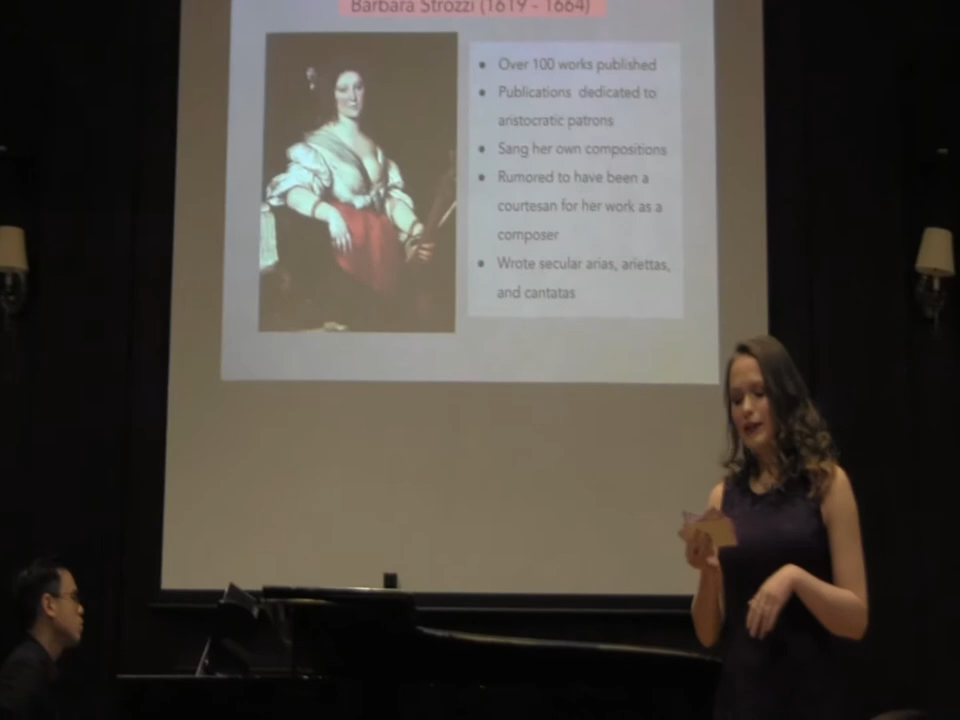 Barbara Strozzi (1619 - 1664)
• Over 100 works published
• Publications dedicated to
aristocratic patrons
• Sang her own compositions
• Rumored to have been a
courtesan for her work as a
composer
• Wrote secular arias, ariettas,
and cantatas